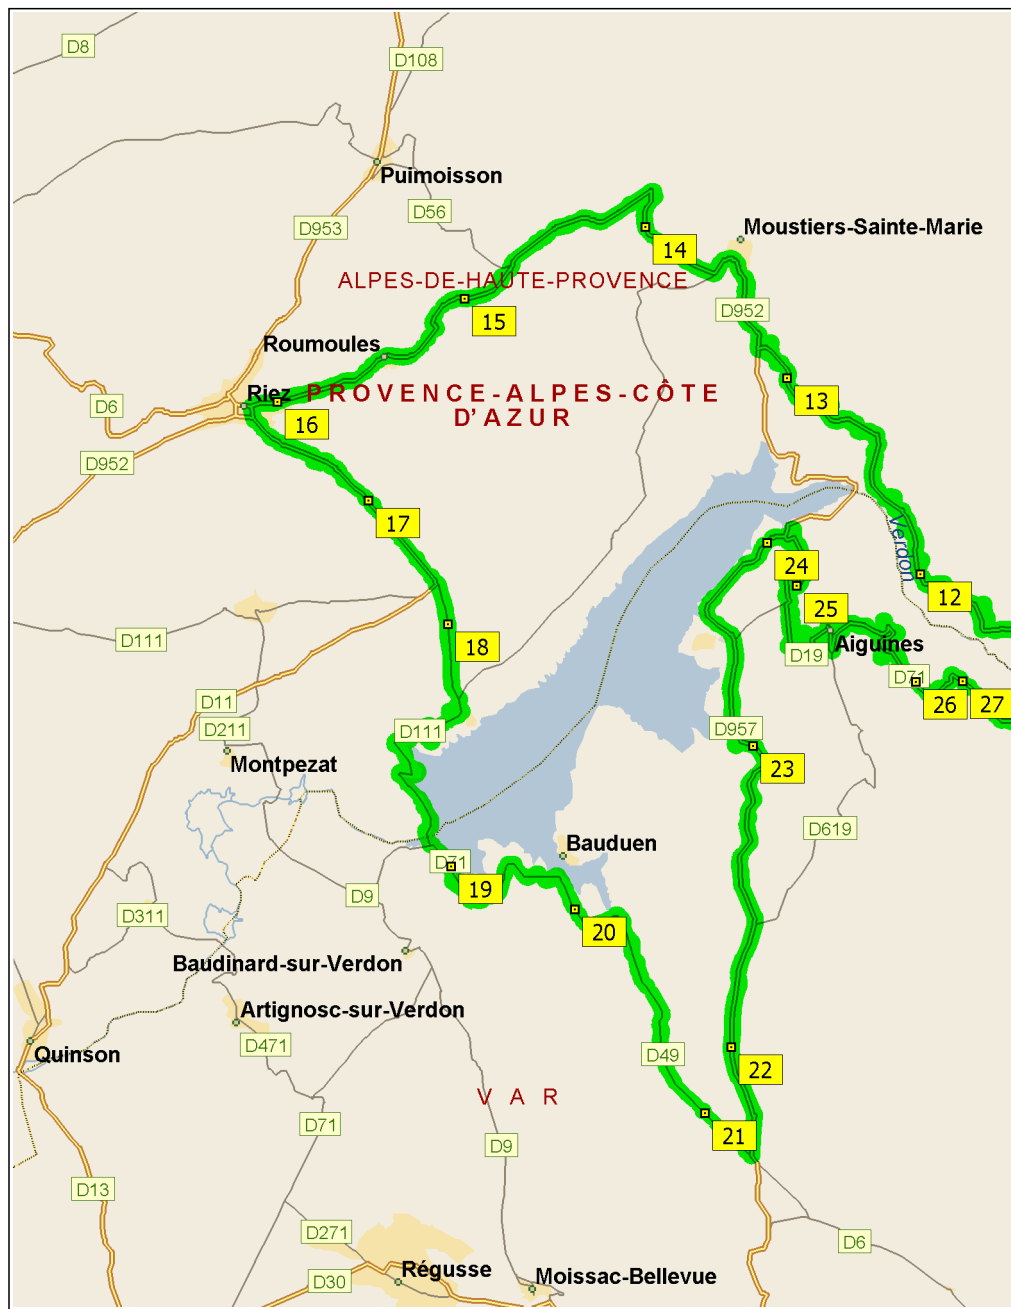 D8
D108
Puimoisson
D56
D953
Moustiers-Sainte-Marie
14
ALPES-DE-HAUTE-PROVENCE
D952
15
Roumoules
Riez
PROVENCE-ALPES-CÔTE
D'AZUR
13
D6
16
D952
17
Verdon
24
12
25
D111
18
Aiguines
D19
D71
26
27
D11
D211
D111
D957
Montpezat
23
D619
Bauduen
D71
19
D9
D311
20
Baudinard-sur-Verdon
Artignosc-sur-Verdon
D471
Quinson
D49
22
VAR
D71
21
D9
D13
D271
D6
Régusse
D30
Moissac-Bellevue